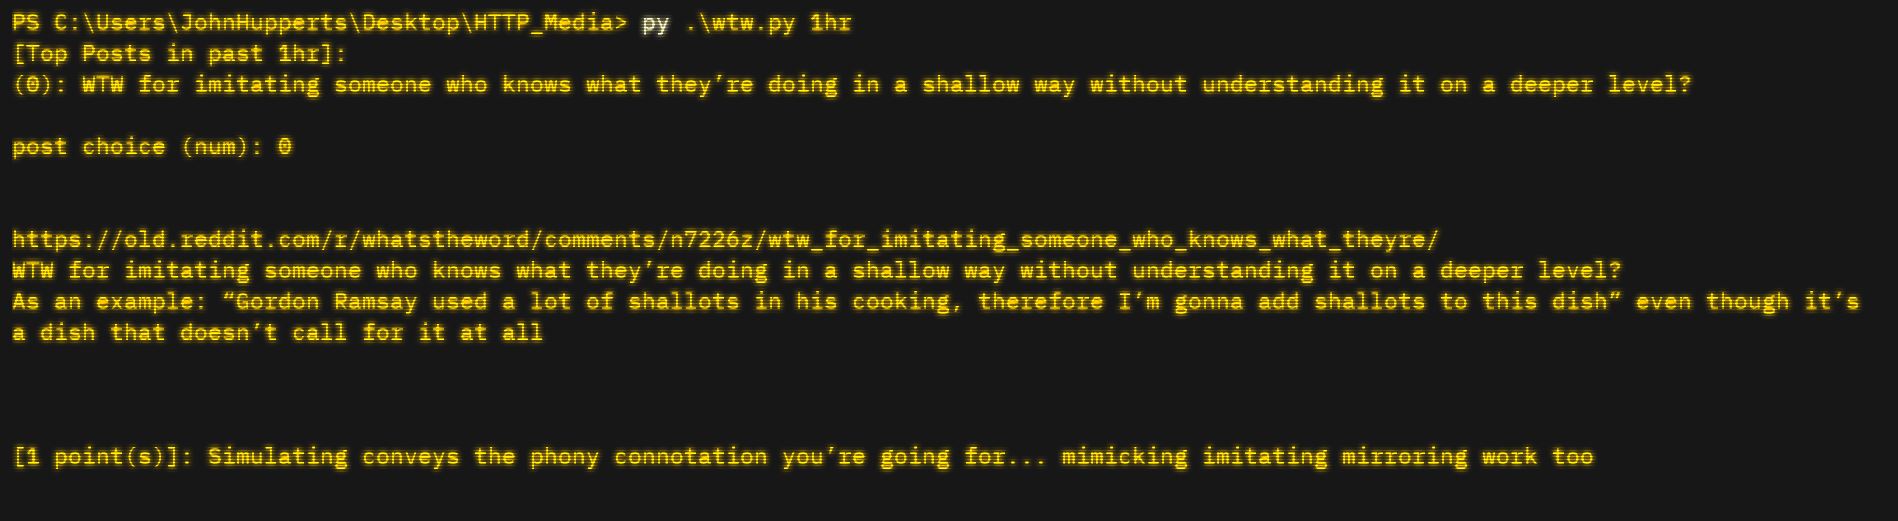 PS C:\Users\JohnHupperts\Desktop\HTTP_Media> py .\wtw.py 1hr
[Top Posts in past 1hr]:
(0): WTW for imitating someone who knows what they’re doing in a shallow way without understanding it on a deeper level?
post choice (num): 0
https://old.reddit.com/r/whatstheword/comments/n7226z/wtw_for_imitating_someone_who_knows_what_theyre/
WTW for imitating someone who knows what they’re doing in a shallow way without understanding it on a deeper level?
As an example: “Gordon Ramsay used a lot of shallots in his cooking, therefore I’m gonna add shallots to this dish” even though it’s
a dish that doesn’t call for it at all
[1 point(s)]: Simulating conveys the phony connotation you’re going for... mimicking imitating mirroring work too